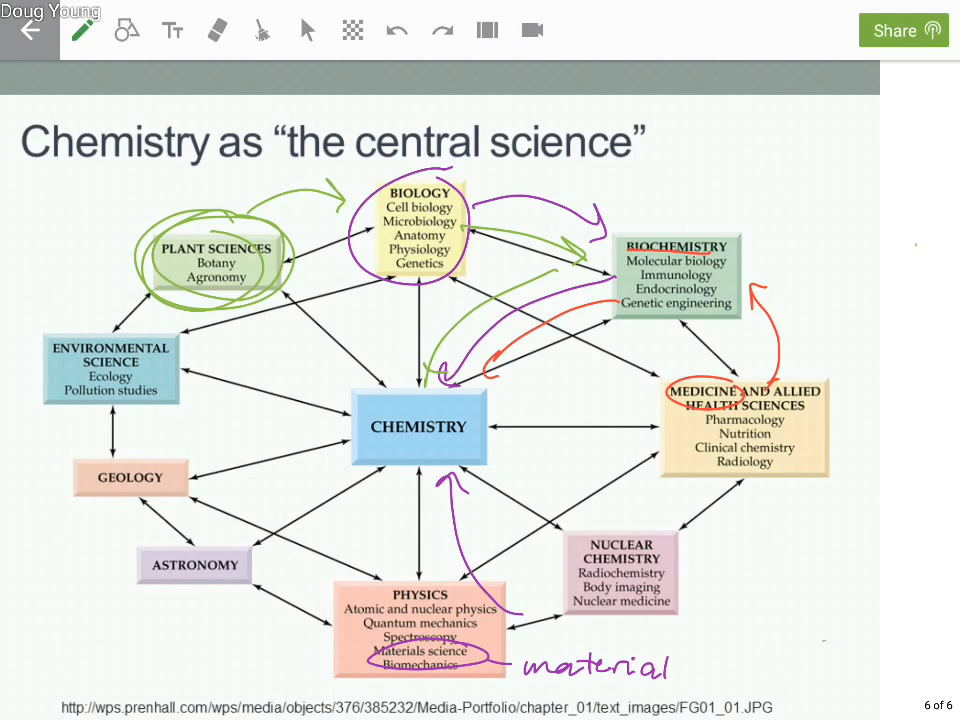 Doug Young
Share
Chemistry as “the central science”
BIOLOGY
Cell biology
Microbiology
Anatomy
Physiology
Genetics
PLANT SCIENCES
Botany
Agronomy
BIOCHEMISTRY
Molecular biology
Immunology
Endocrinology
Genetic engineering
ENVIRONMENTAL
SCIENCE
Ecology
Pollution studies
CHEMISTRY
MEDICINE AND ALLIED
HEALTH SCIENCES
Pharmacology
Nutrition
Clinical chemistry
Radiology
GEOLOGY
ASTRONOMY
NUCLEAR
CHEMISTRY
Radiochemistry
Body imaging
Nuclear medicine
PHYSICS
Atomic and nuclear physics
Quantum mechanics
Spectroscopy
Materials science
Biomechanics
material
http://wps.prenhall.com/wps/media/objects/376/385232/Media-Portfolio/chapter_01/text_images/FG01_01.JPG
6 of 6